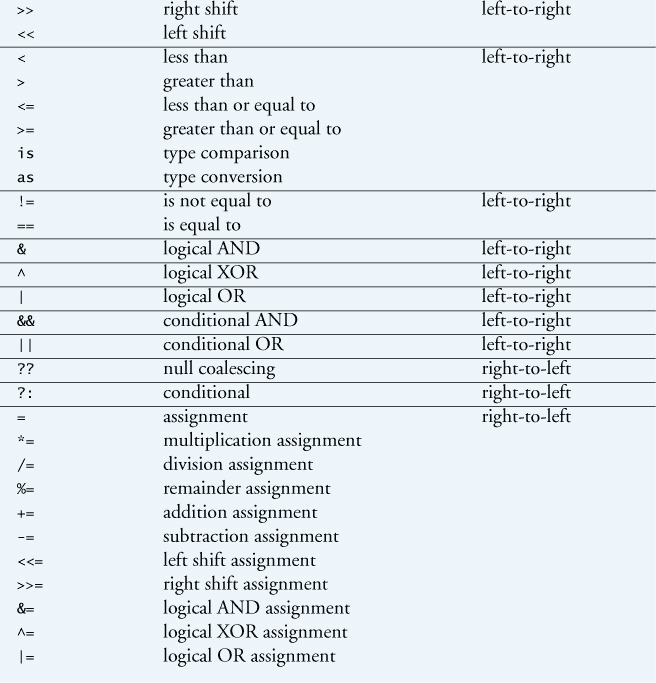 >> right shift left-to-right
<< left shift
< less than left-to-right
> greater than
<= less than or equal to
>= greater than or equal to
is type comparison
as type conversion
!= is not equal to left-to-right
== is equal to
& logical AND left-to-right
^ logical XOR left-to-right
| logical OR left-to-right
&& conditional AND left-to-right
|| conditional OR left-to-right
?? null coalescing right-to-left
?: conditional right-to-left
= assignment right-to-left
*= multiplication assignment
/= division assignment
%= remainder assignment
+= addition assignment
-= subtraction assignment
<<= left shift assignment
>>= right shift assignment
&= logical AND assignment
^= logical XOR assignment
|= logical OR assignment